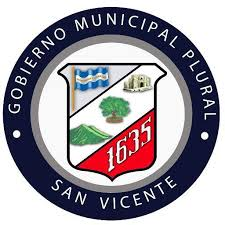 GOBIERNO MUNICIPAL PLURAL
1635
SAN VICENTE